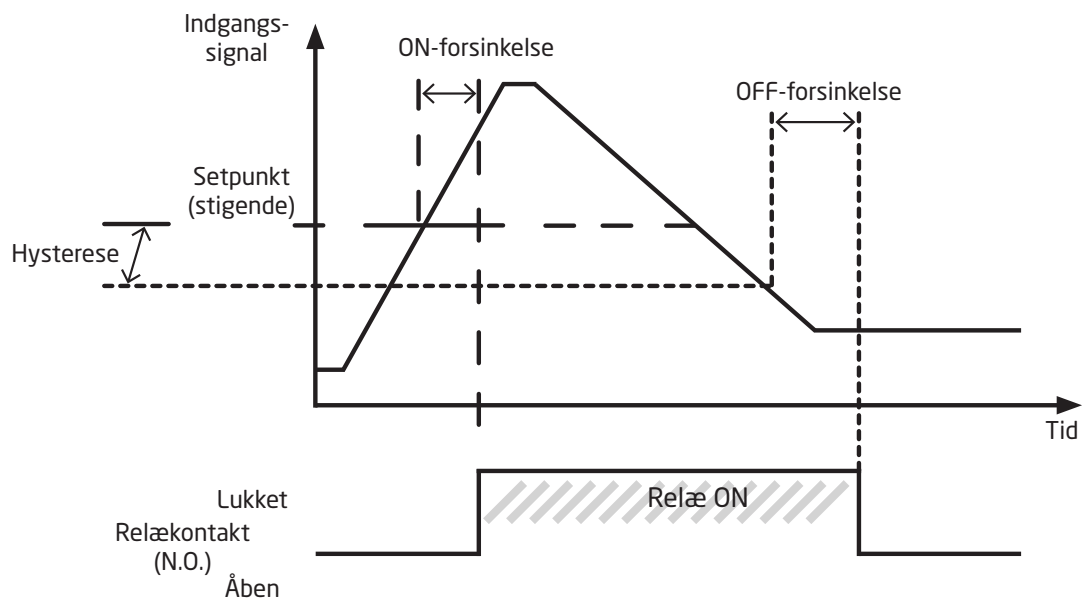 Indgangs-
signal
ON-forsinkelse
OFF-forsinkelse
Setpunkt
(stigende)
Hysterese
Tid
Lukket
Relæ ON
Relækontakt
(N.O.)
Åben